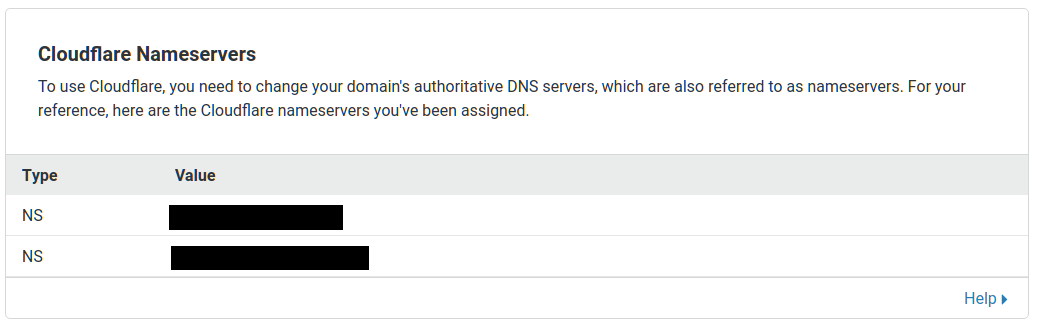 Cloudflare Nameservers
To use Cloudflare, you need to change your domain's authoritative DNS servers, which are also referred to as nameservers. For your
reference, here are the Cloudflare nameservers you've been assigned.
Type Value
NS
NS
Help